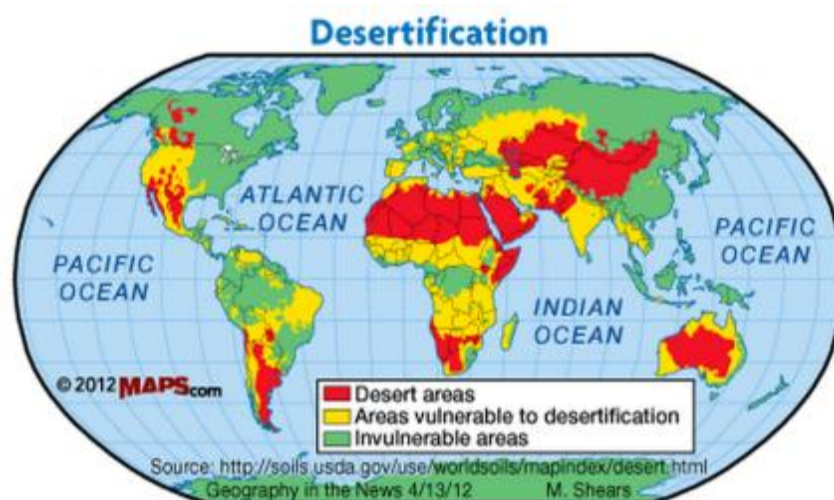 Desertification
ATLANTIC
OCEAN
PACIFIC
OCEAN
PACIFIC
OCEAN
INDIAN
OCEAN
© 2012 MAPS.com
Desert areas
Areas vulnerable to desertification
Invulnerable areas
Source: http://soils.usda.gov/use/worldsoils/mapindex/desert.html
Geography in the News 4/13/12 M. Shears